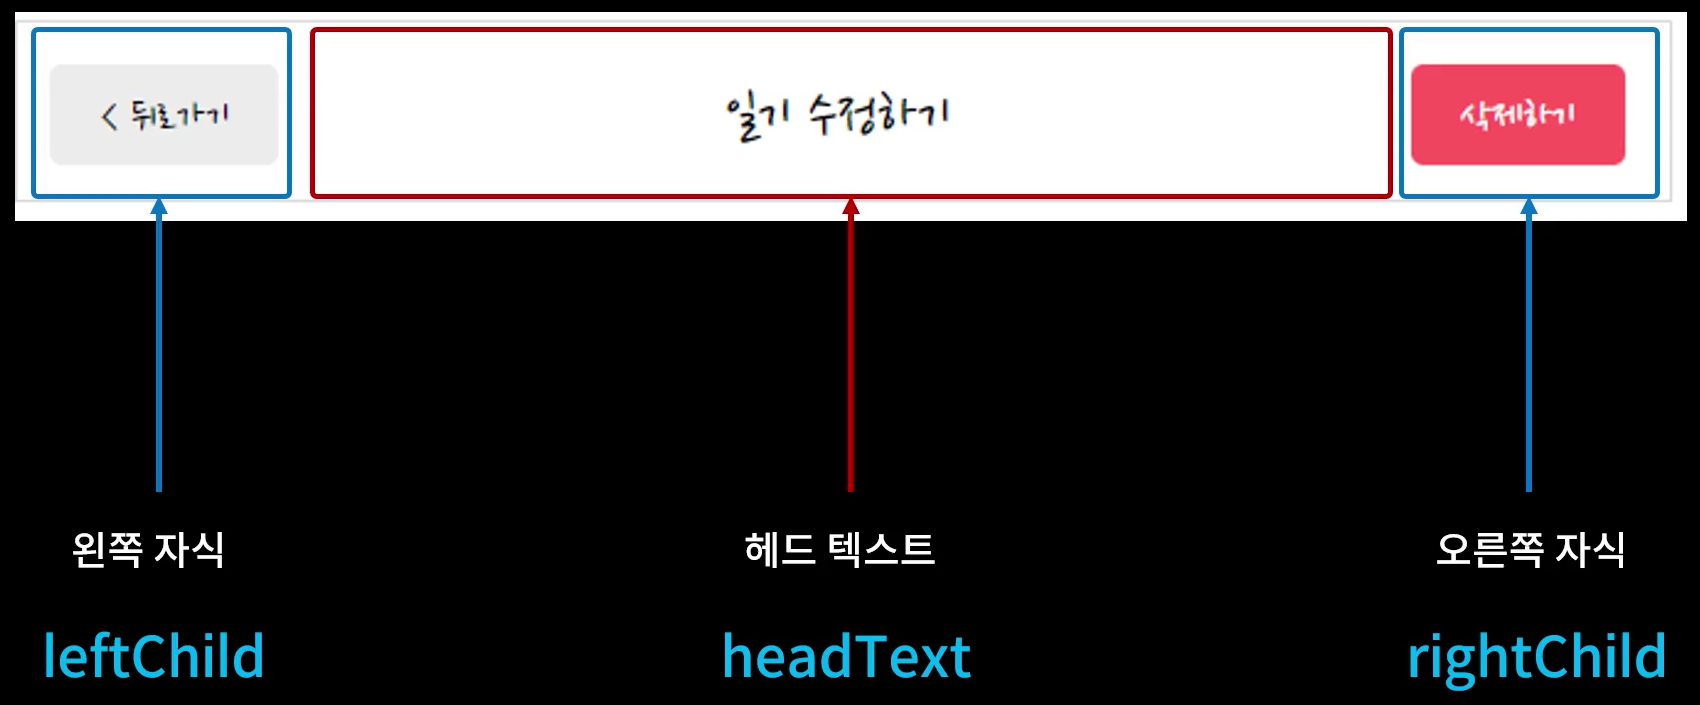 < 뒤로가기
일기 수정하기
삭제하기
왼쪽 자식
헤드 텍스트
오른쪽 자식
leftChild
headText
rightChild